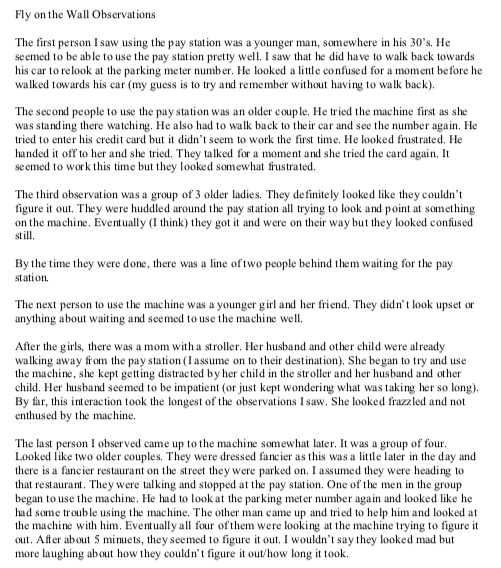 Fly on the Wall Observations
The first person I saw using the pay station was a younger man, somewhere in his 30's. He
seemed to be able to use the pay station pretty well. I saw that he did have to walk back towards
his car to relook at the parking meter number. He looked a little confused for a moment before he
walked towards his car (my guess is to try and remember without having to walk back).
The second people to use the pay station was an older couple. He tried the machine first as she
was standing there watching. He also had to walk back to their car and see the number again. He
tried to enter his credit card but it didn't seem to work the first time. He looked frustrated. He
handed it off to her and she tried. They talked for a moment and she tried the card again. It
seemed to work this time but they looked somewhat frustrated.
The third observation was a group of 3 older ladies. They definitely looked like they couldn't
figure it out. They were huddled around the pay station all trying to look and point at something
on the machine. Eventually (I think) they got it and were on their way but they looked confused
still.
By the time they were done, there was a line of two people behind them waiting for the pay
station.
The next person to use the machine was a younger girl and her friend. They didn't look upset or
anything about waiting and seemed to use the machine well.
After the girls, there was a mom with a stroller. Her husband and other child were already
walking away from the pay station (I assume on to their destination). She began to try and use
the machine, she kept getting distracted by her child in the stroller and her husband and other
child. Her husband seemed to be impatient (or just kept wondering what was taking her so long).
By far, this interaction took the longest of the observations I saw. She looked frazzled and not
enthused by the machine.
The last person I observed came up to the machine somewhat later. It was a group of four.
Looked like two older couples. They were dressed fancier as this was a little later in the day and
there is a fancier restaurant on the street they were parked on. I assumed they were heading to
that restaurant. They were talking and stopped at the pay station. One of the men in the group
began to use the machine. He had to look at the parking meter number again and looked like he
had some trouble using the machine. The other man came up and tried to help him and looked at
the machine with him. Eventually all four of them were looking at the machine trying to figure it
out. After about 5 minuets, they seemed to figure it out. I wouldn't say they looked mad but
more laughing about how they couldn't figure it out/how long it took.